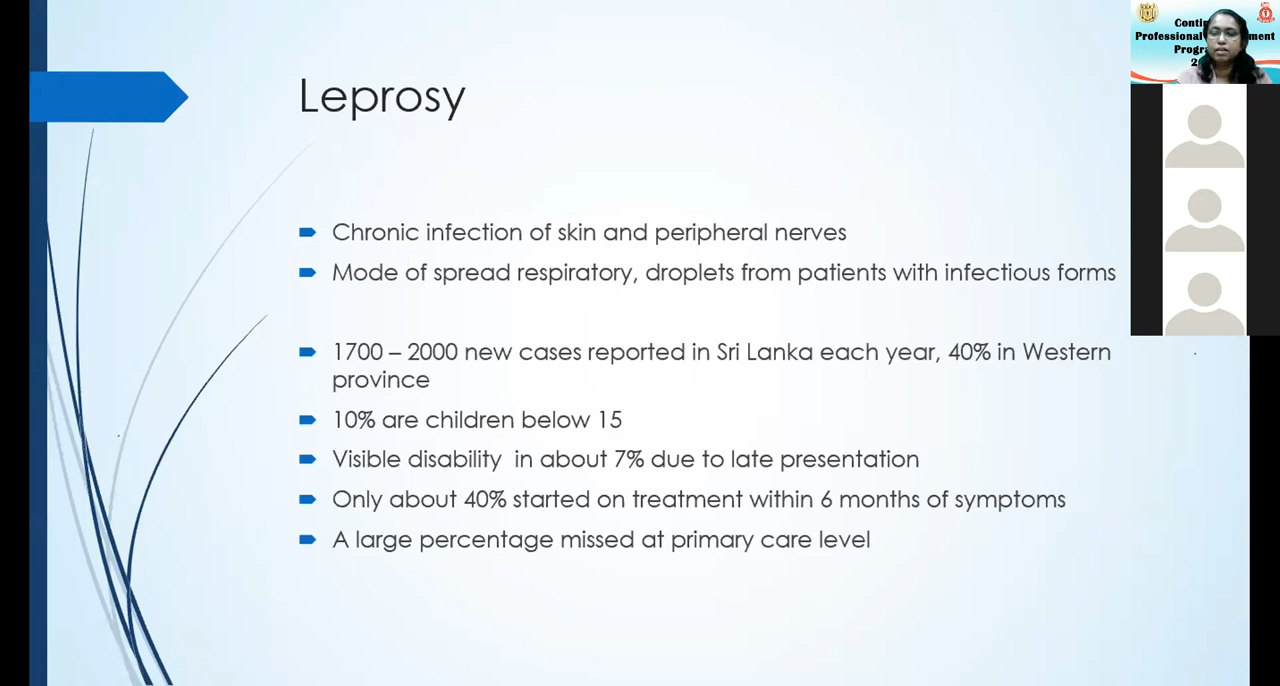 Leprosy
Chronic infection of skin and peripheral nerves
Mode of spread respiratory, droplets from patients with infectious forms
1700 – 2000 new cases reported in Sri Lanka each year, 40% in Western
province
10% are children below 15
Visible disability in about 7% due to late presentation
Only about 40% started on treatment within 6 months of symptoms
A large percentage missed at primary care level
Professional